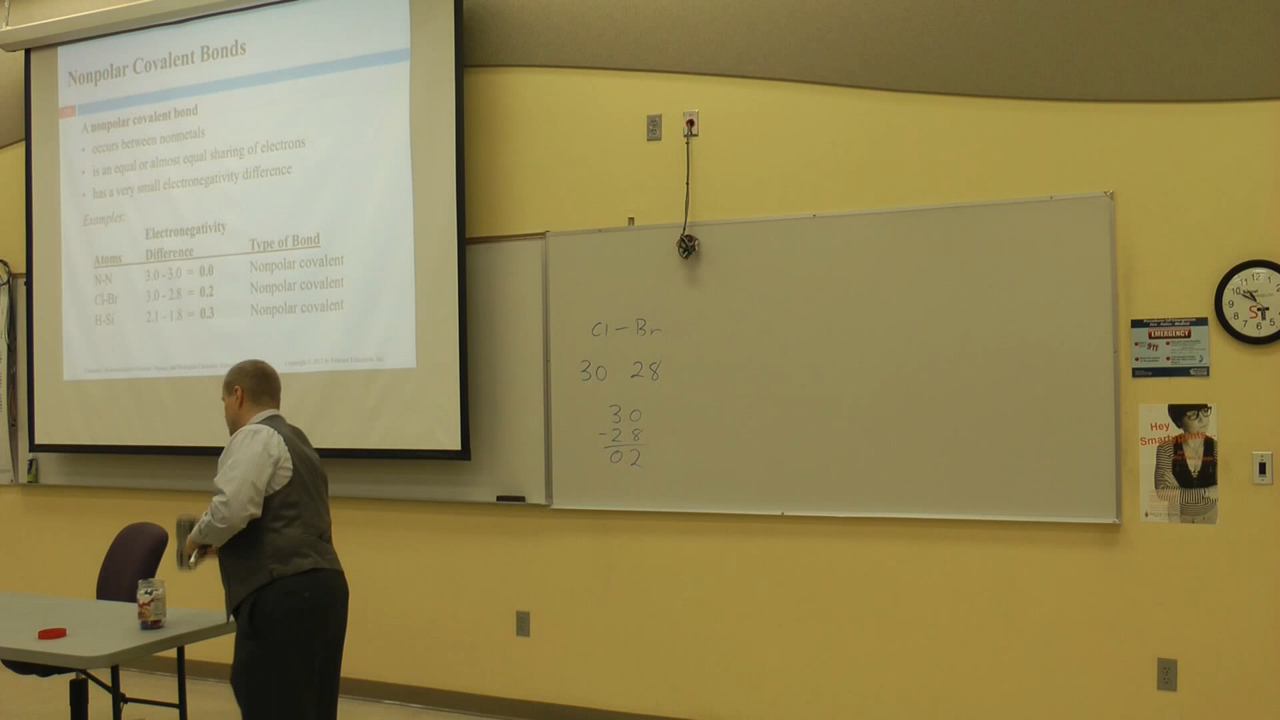 Nonpolar Covalent Bonds
A nonpolar covalent bond
• occurs between nonmetals
• is an equal or almost equal sharing of electrons
• has a very small electronegativity difference
Examples:
Electronegativity
Atoms Difference Type of Bond
N-N 3.0 - 3.0 = 0.0 Nonpolar covalent
Cl-Br 3.0 - 2.8 = 0.2 Nonpolar covalent
H-Si 2.1 - 1.8 = 0.3 Nonpolar covalent
Cl - Br
30 28
30
-28
02
EMERGENCY
911
Hey
ST